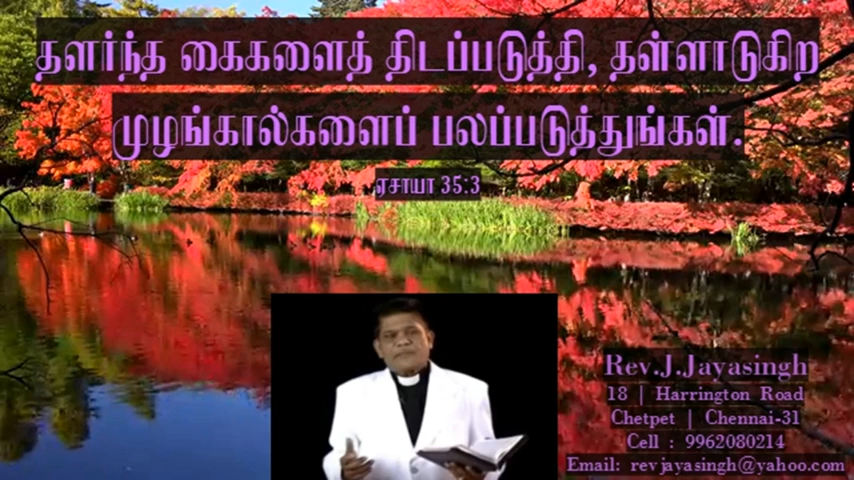 தளர்ந்த கைகளைத் திடப்படுத்தி, தள்ளாடுகிற
முழங்கால்களைப் பலப்படுத்துங்கள்.
ஏசாயா 35:3
Rev.J.Jayasingh
18 | Harrington Road
Chetpet | Chennai-31
Cell : 9962080214
Email: revjayasingh@yahoo.com